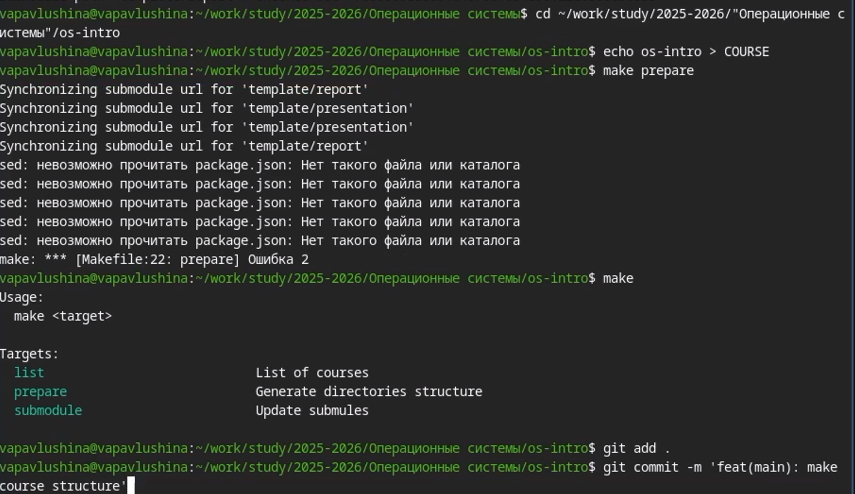 vapavlushina@vapavlushina:~/work/study/2025-2026/Операционные системы$ cd ~/work/study/2025-2026/"Операционные с
истемы"/os-intro
vapavlushina@vapavlushina:~/work/study/2025-2026/Операционные системы/os-intro$ echo os-intro > COURSE
vapavlushina@vapavlushina:~/work/study/2025-2026/Операционные системы/os-intro$ make prepare
Synchronizing submodule url for 'template/report'
Synchronizing submodule url for 'template/presentation'
Synchronizing submodule url for 'template/presentation'
Synchronizing submodule url for 'template/report'
sed: невозможно прочитать package.json: Нет такого файла или каталога
sed: невозможно прочитать package.json: Нет такого файла или каталога
sed: невозможно прочитать package.json: Нет такого файла или каталога
sed: невозможно прочитать package.json: Нет такого файла или каталога
sed: невозможно прочитать package.json: Нет такого файла или каталога
make: *** [Makefile:22: prepare] Ошибка 2
vapavlushina@vapavlushina:~/work/study/2025-2026/Операционные системы/os-intro$ make
Usage:
  make <target>

Targets:
  list                            List of courses
  prepare                         Generate directories structure
  submodule                       Update submules

vapavlushina@vapavlushina:~/work/study/2025-2026/Операционные системы/os-intro$ git add .
vapavlushina@vapavlushina:~/work/study/2025-2026/Операционные системы/os-intro$ git commit -m 'feat(main): make
course structure'